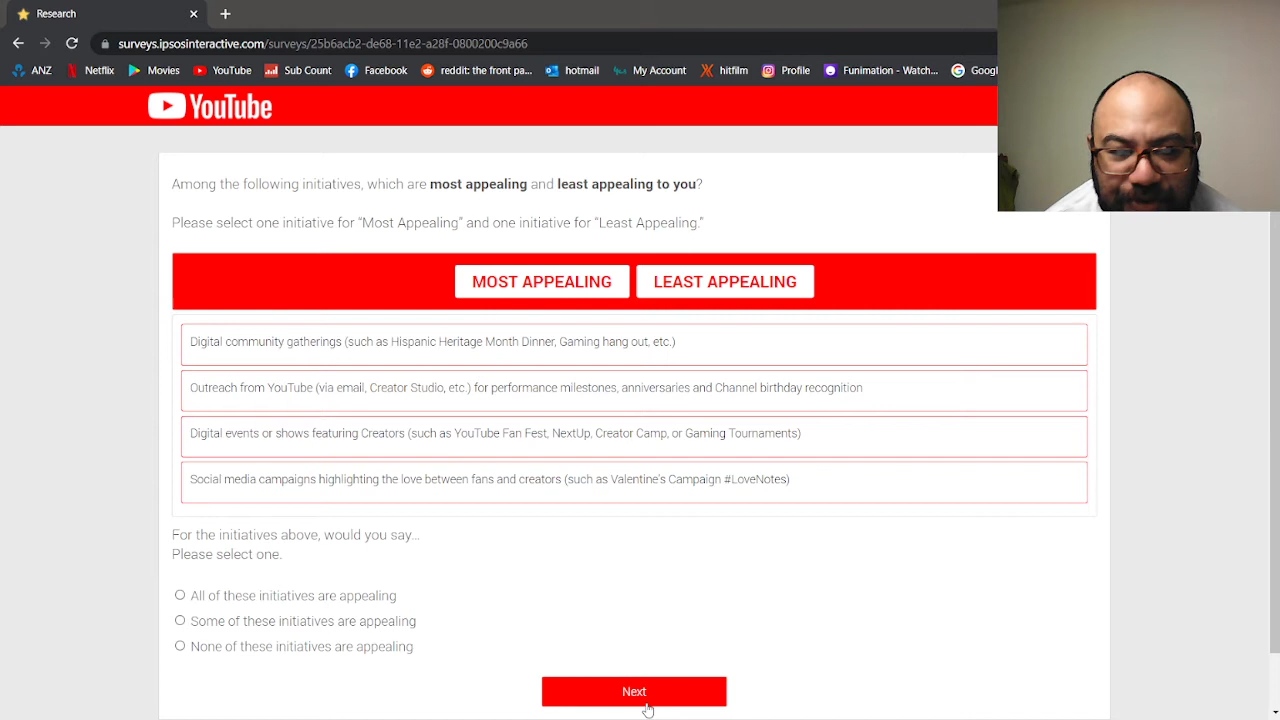 Research
surveys.ipsosinteractive.com/surveys/25b6acb2-de68-11e2-a28f-0800200c9a66
ANZ Netflix Movies YouTube Sub Count Facebook reddit: the front pa... hotmail My Account hitfilm Profile Funimation - Watch... Googl
YouTube
Among the following initiatives, which are most appealing and least appealing to you?
Please select one initiative for “Most Appealing” and one initiative for “Least Appealing.”
MOST APPEALING LEAST APPEALING
Digital community gatherings (such as Hispanic Heritage Month Dinner, Gaming hang out, etc.)
Outreach from YouTube (via email, Creator Studio, etc.) for performance milestones, anniversaries and Channel birthday recognition
Digital events or shows featuring Creators (such as YouTube Fan Fest, NextUp, Creator Camp, or Gaming Tournaments)
Social media campaigns highlighting the love between fans and creators (such as Valentine's Campaign #LoveNotes)
For the initiatives above, would you say...
Please select one.
All of these initiatives are appealing
Some of these initiatives are appealing
None of these initiatives are appealing
Next